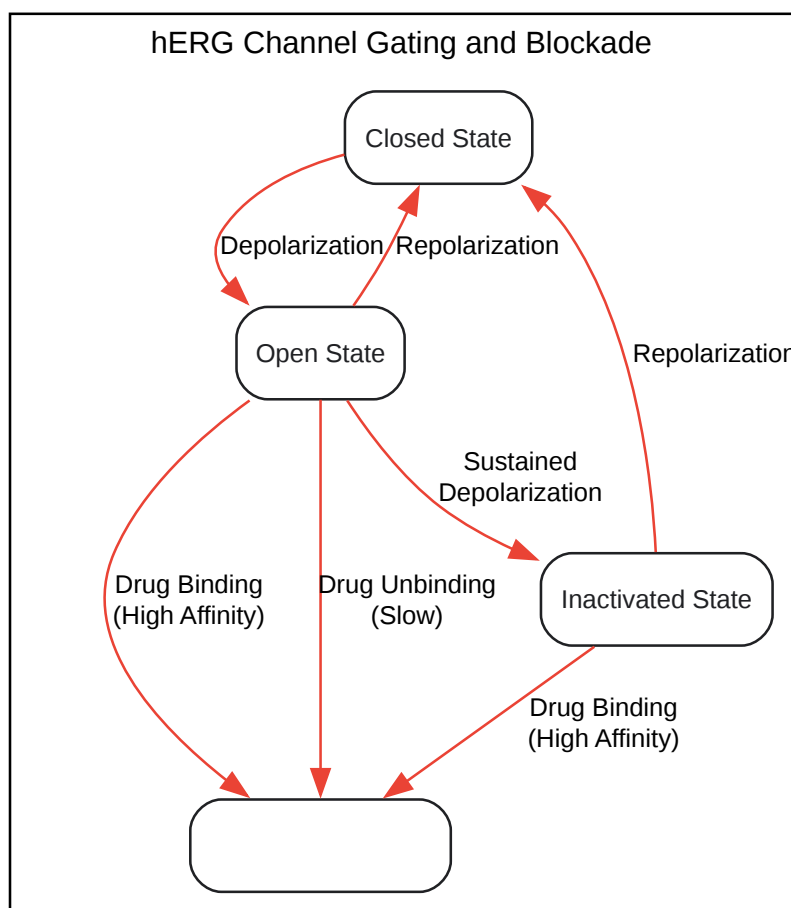 hERG Channel Gating and Blockade
Closed State
Depolarization
Repolarization
Open State
Repolarization
Sustained
Depolarization
Drug Binding
(High Affinity)
Drug Unbinding
(Slow)
Inactivated State
Drug Binding
(High Affinity)